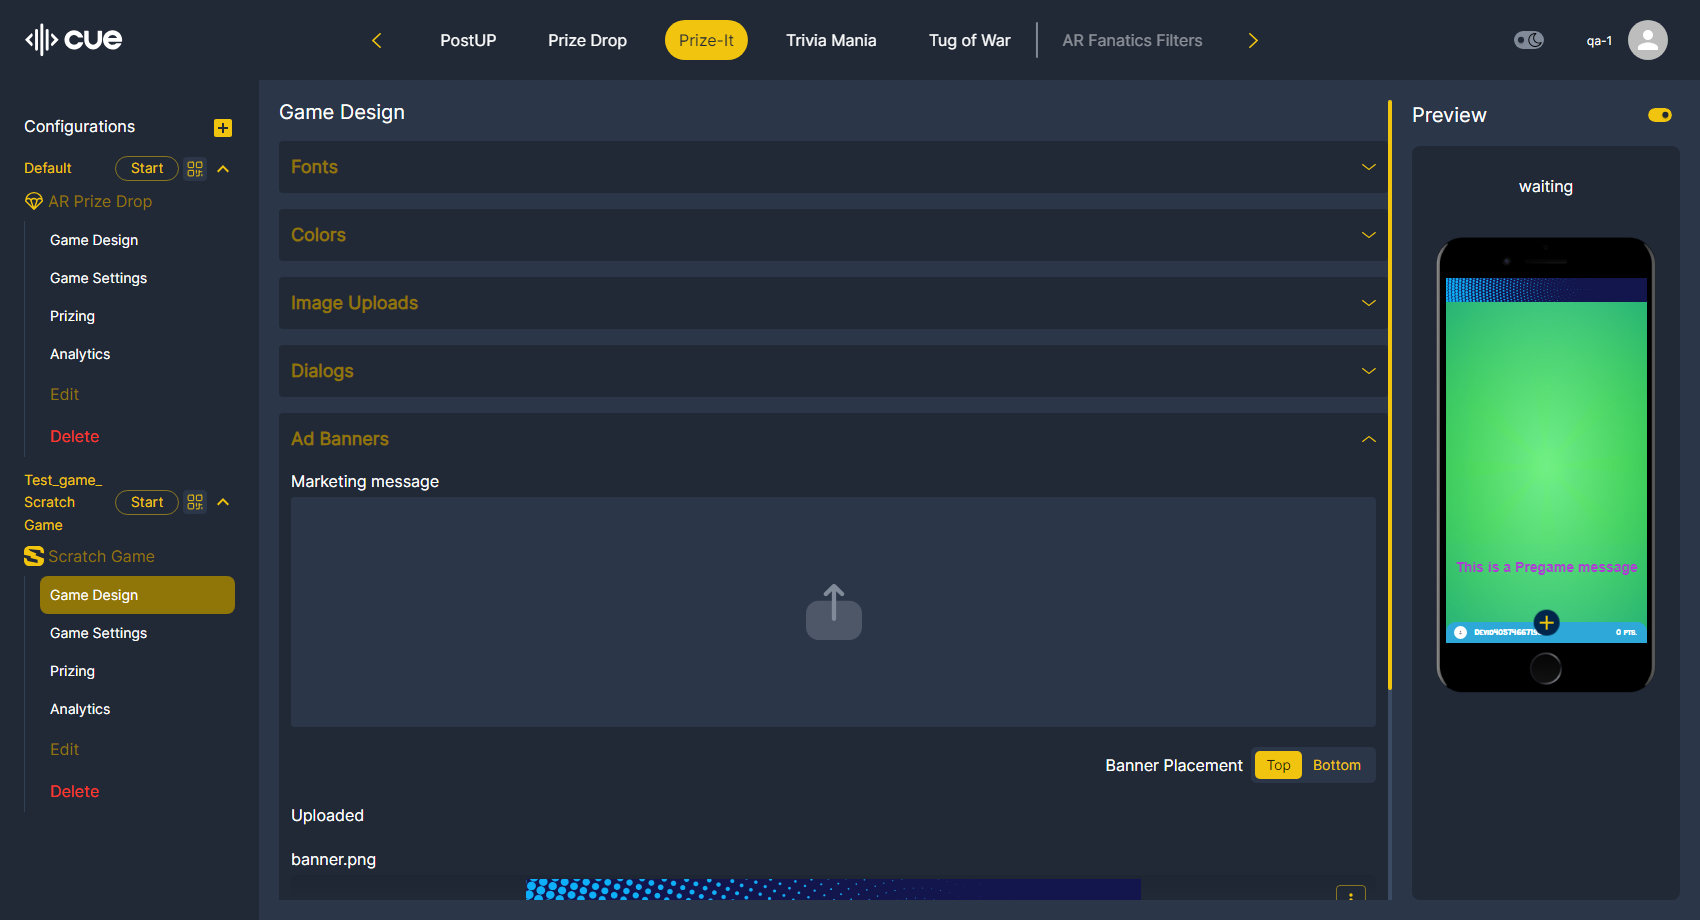 cue
PostUP
Prize Drop
Prize-It
Trivia Mania
Tug of War
AR Fanatics Filters
qa-1
Configurations
Default
Start
AR Prize Drop
Game Design
Game Settings
Prizing
Analytics
Edit
Delete
Test_game_
Scratch
Game
Start
Scratch Game
Game Design
Game Settings
Prizing
Analytics
Edit
Delete
Game Design
Fonts
Colors
Image Uploads
Dialogs
Ad Banners
Marketing message
Banner Placement
Top
Bottom
Uploaded
banner.png
Preview
waiting
This is a Pregame message
0 PTS.